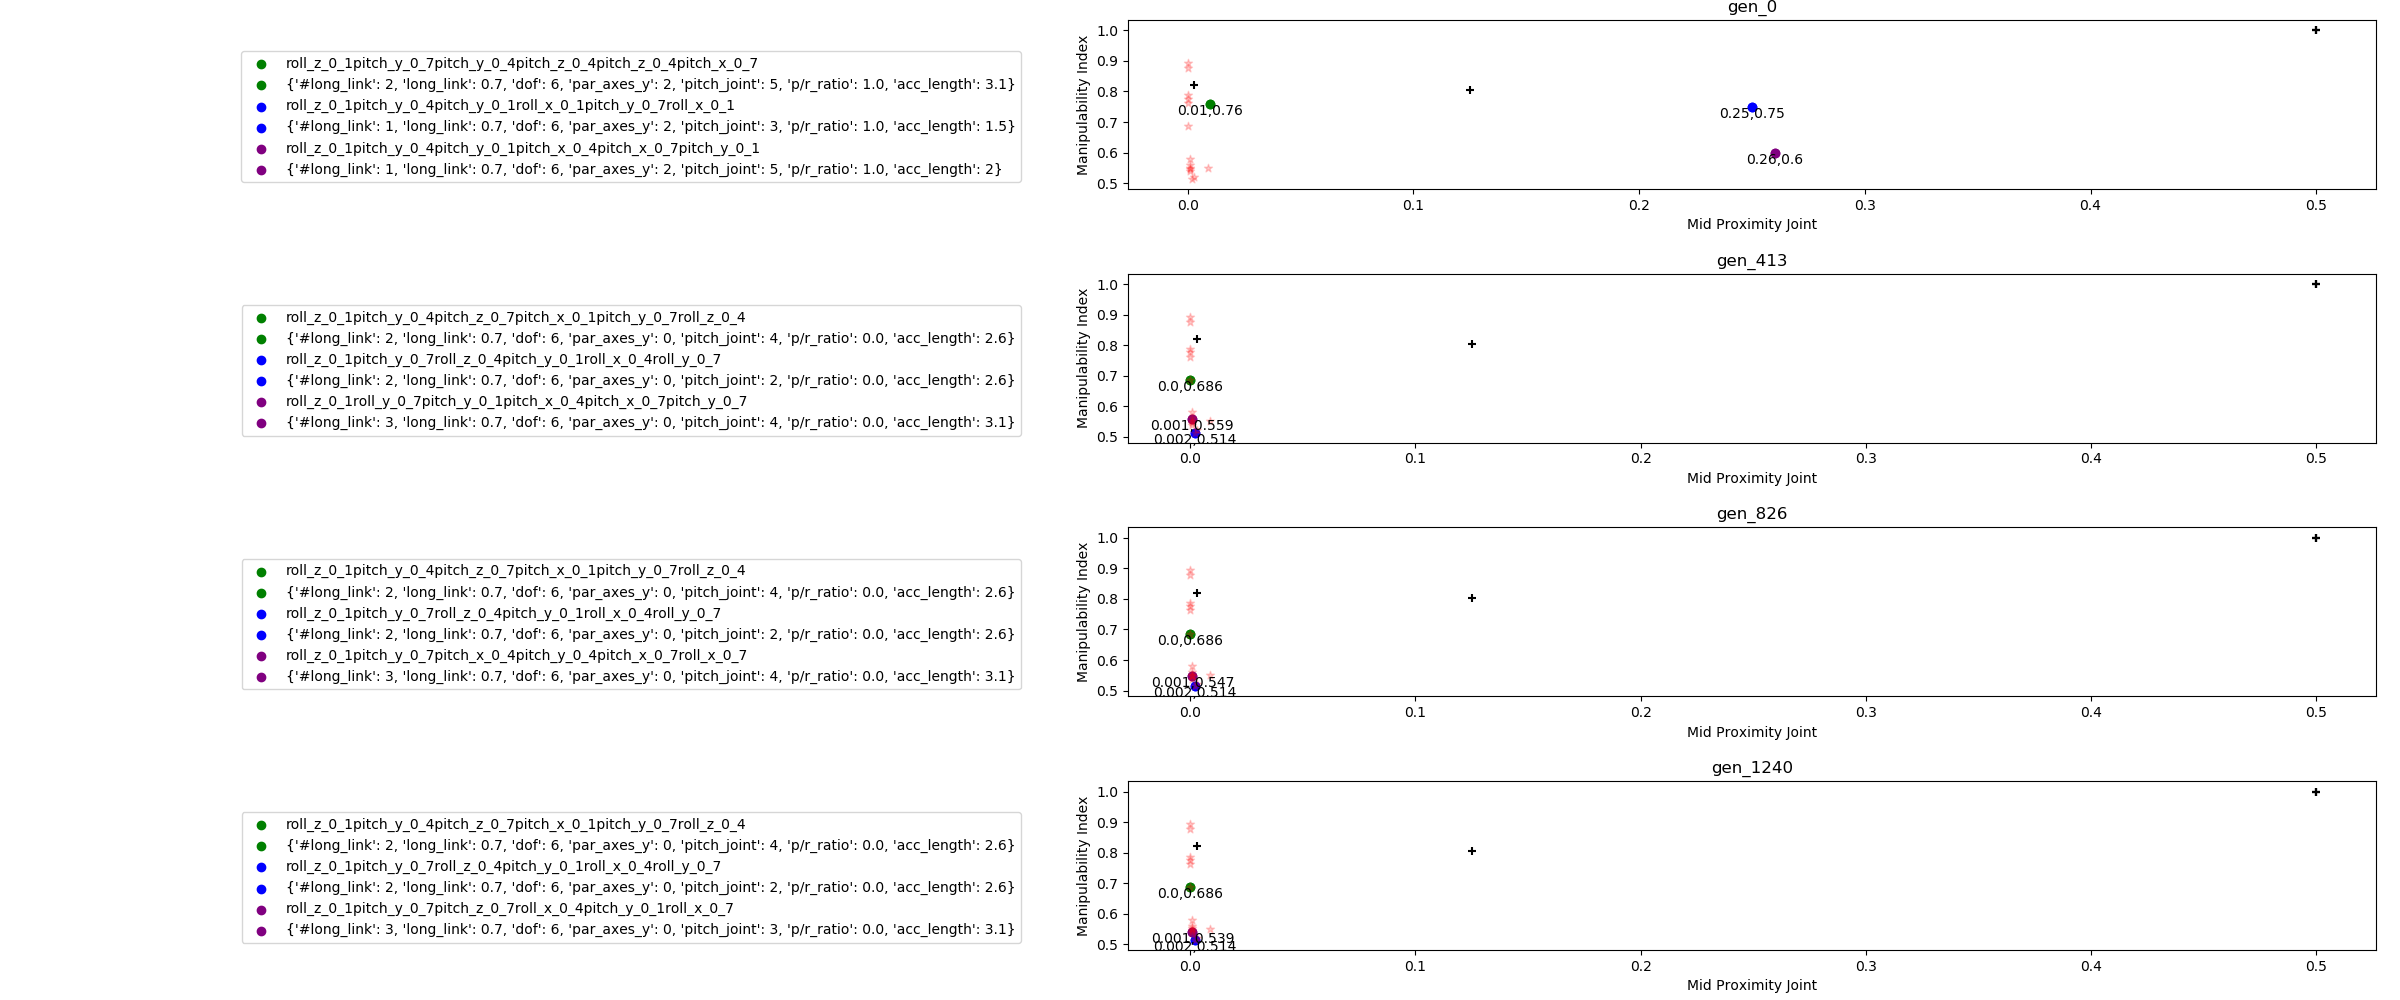 gen_0
roll_z_0_1pitch_y_0_7pitch_y_0_4pitch_z_0_4pitch_z_0_4pitch_x_0_7
{'#long_link': 2, 'long_link': 0.7, 'dof': 6, 'par_axes_y': 2, 'pitch_joint': 5, 'p/r_ratio': 1.0, 'acc_length': 3.1}
roll_z_0_1pitch_y_0_4pitch_y_0_1roll_x_0_1pitch_y_0_7roll_x_0_1
{'#long_link': 1, 'long_link': 0.7, 'dof': 6, 'par_axes_y': 2, 'pitch_joint': 3, 'p/r_ratio': 1.0, 'acc_length': 1.5}
roll_z_0_1pitch_y_0_4pitch_y_0_1pitch_x_0_4pitch_x_0_7pitch_y_0_1
{'#long_link': 1, 'long_link': 0.7, 'dof': 6, 'par_axes_y': 2, 'pitch_joint': 5, 'p/r_ratio': 1.0, 'acc_length': 2}
Manipulability Index
1.0
0.9
0.8
0.7
0.6
0.5
0.01,0.76
0.25,0.75
0.26,0.6
0.0 0.1 0.2 0.3 0.4 0.5
Mid Proximity Joint
gen_413
roll_z_0_1pitch_y_0_4pitch_z_0_7pitch_x_0_1pitch_y_0_7roll_z_0_4
{'#long_link': 2, 'long_link': 0.7, 'dof': 6, 'par_axes_y': 0, 'pitch_joint': 4, 'p/r_ratio': 0.0, 'acc_length': 2.6}
roll_z_0_1pitch_y_0_7roll_z_0_4pitch_y_0_1roll_x_0_4roll_y_0_7
{'#long_link': 2, 'long_link': 0.7, 'dof': 6, 'par_axes_y': 0, 'pitch_joint': 2, 'p/r_ratio': 0.0, 'acc_length': 2.6}
roll_z_0_1roll_y_0_7pitch_y_0_1pitch_x_0_4pitch_x_0_7pitch_y_0_7
{'#long_link': 3, 'long_link': 0.7, 'dof': 6, 'par_axes_y': 0, 'pitch_joint': 4, 'p/r_ratio': 0.0, 'acc_length': 3.1}
Manipulability Index
1.0
0.9
0.8
0.7
0.6
0.5
0.0,0.686
0.001,0.559
0.002,0.514
0.0 0.1 0.2 0.3 0.4 0.5
Mid Proximity Joint
gen_826
roll_z_0_1pitch_y_0_4pitch_z_0_7pitch_x_0_1pitch_y_0_7roll_z_0_4
{'#long_link': 2, 'long_link': 0.7, 'dof': 6, 'par_axes_y': 0, 'pitch_joint': 4, 'p/r_ratio': 0.0, 'acc_length': 2.6}
roll_z_0_1pitch_y_0_7roll_z_0_4pitch_y_0_1roll_x_0_4roll_y_0_7
{'#long_link': 2, 'long_link': 0.7, 'dof': 6, 'par_axes_y': 0, 'pitch_joint': 2, 'p/r_ratio': 0.0, 'acc_length': 2.6}
roll_z_0_1pitch_y_0_7pitch_x_0_4pitch_y_0_4pitch_x_0_7roll_x_0_7
{'#long_link': 3, 'long_link': 0.7, 'dof': 6, 'par_axes_y': 0, 'pitch_joint': 4, 'p/r_ratio': 0.0, 'acc_length': 3.1}
Manipulability Index
1.0
0.9
0.8
0.7
0.6
0.5
0.0,0.686
0.001,0.547
0.002,0.514
0.0 0.1 0.2 0.3 0.4 0.5
Mid Proximity Joint
gen_1240
roll_z_0_1pitch_y_0_4pitch_z_0_7pitch_x_0_1pitch_y_0_7roll_z_0_4
{'#long_link': 2, 'long_link': 0.7, 'dof': 6, 'par_axes_y': 0, 'pitch_joint': 4, 'p/r_ratio': 0.0, 'acc_length': 2.6}
roll_z_0_1pitch_y_0_7roll_z_0_4pitch_y_0_1roll_x_0_4roll_y_0_7
{'#long_link': 2, 'long_link': 0.7, 'dof': 6, 'par_axes_y': 0, 'pitch_joint': 2, 'p/r_ratio': 0.0, 'acc_length': 2.6}
roll_z_0_1pitch_y_0_7pitch_z_0_7roll_x_0_4pitch_y_0_1roll_x_0_7
{'#long_link': 3, 'long_link': 0.7, 'dof': 6, 'par_axes_y': 0, 'pitch_joint': 3, 'p/r_ratio': 0.0, 'acc_length': 3.1}
Manipulability Index
1.0
0.9
0.8
0.7
0.6
0.5
0.0,0.686
0.001,0.539
0.002,0.514
0.0 0.1 0.2 0.3 0.4 0.5
Mid Proximity Joint